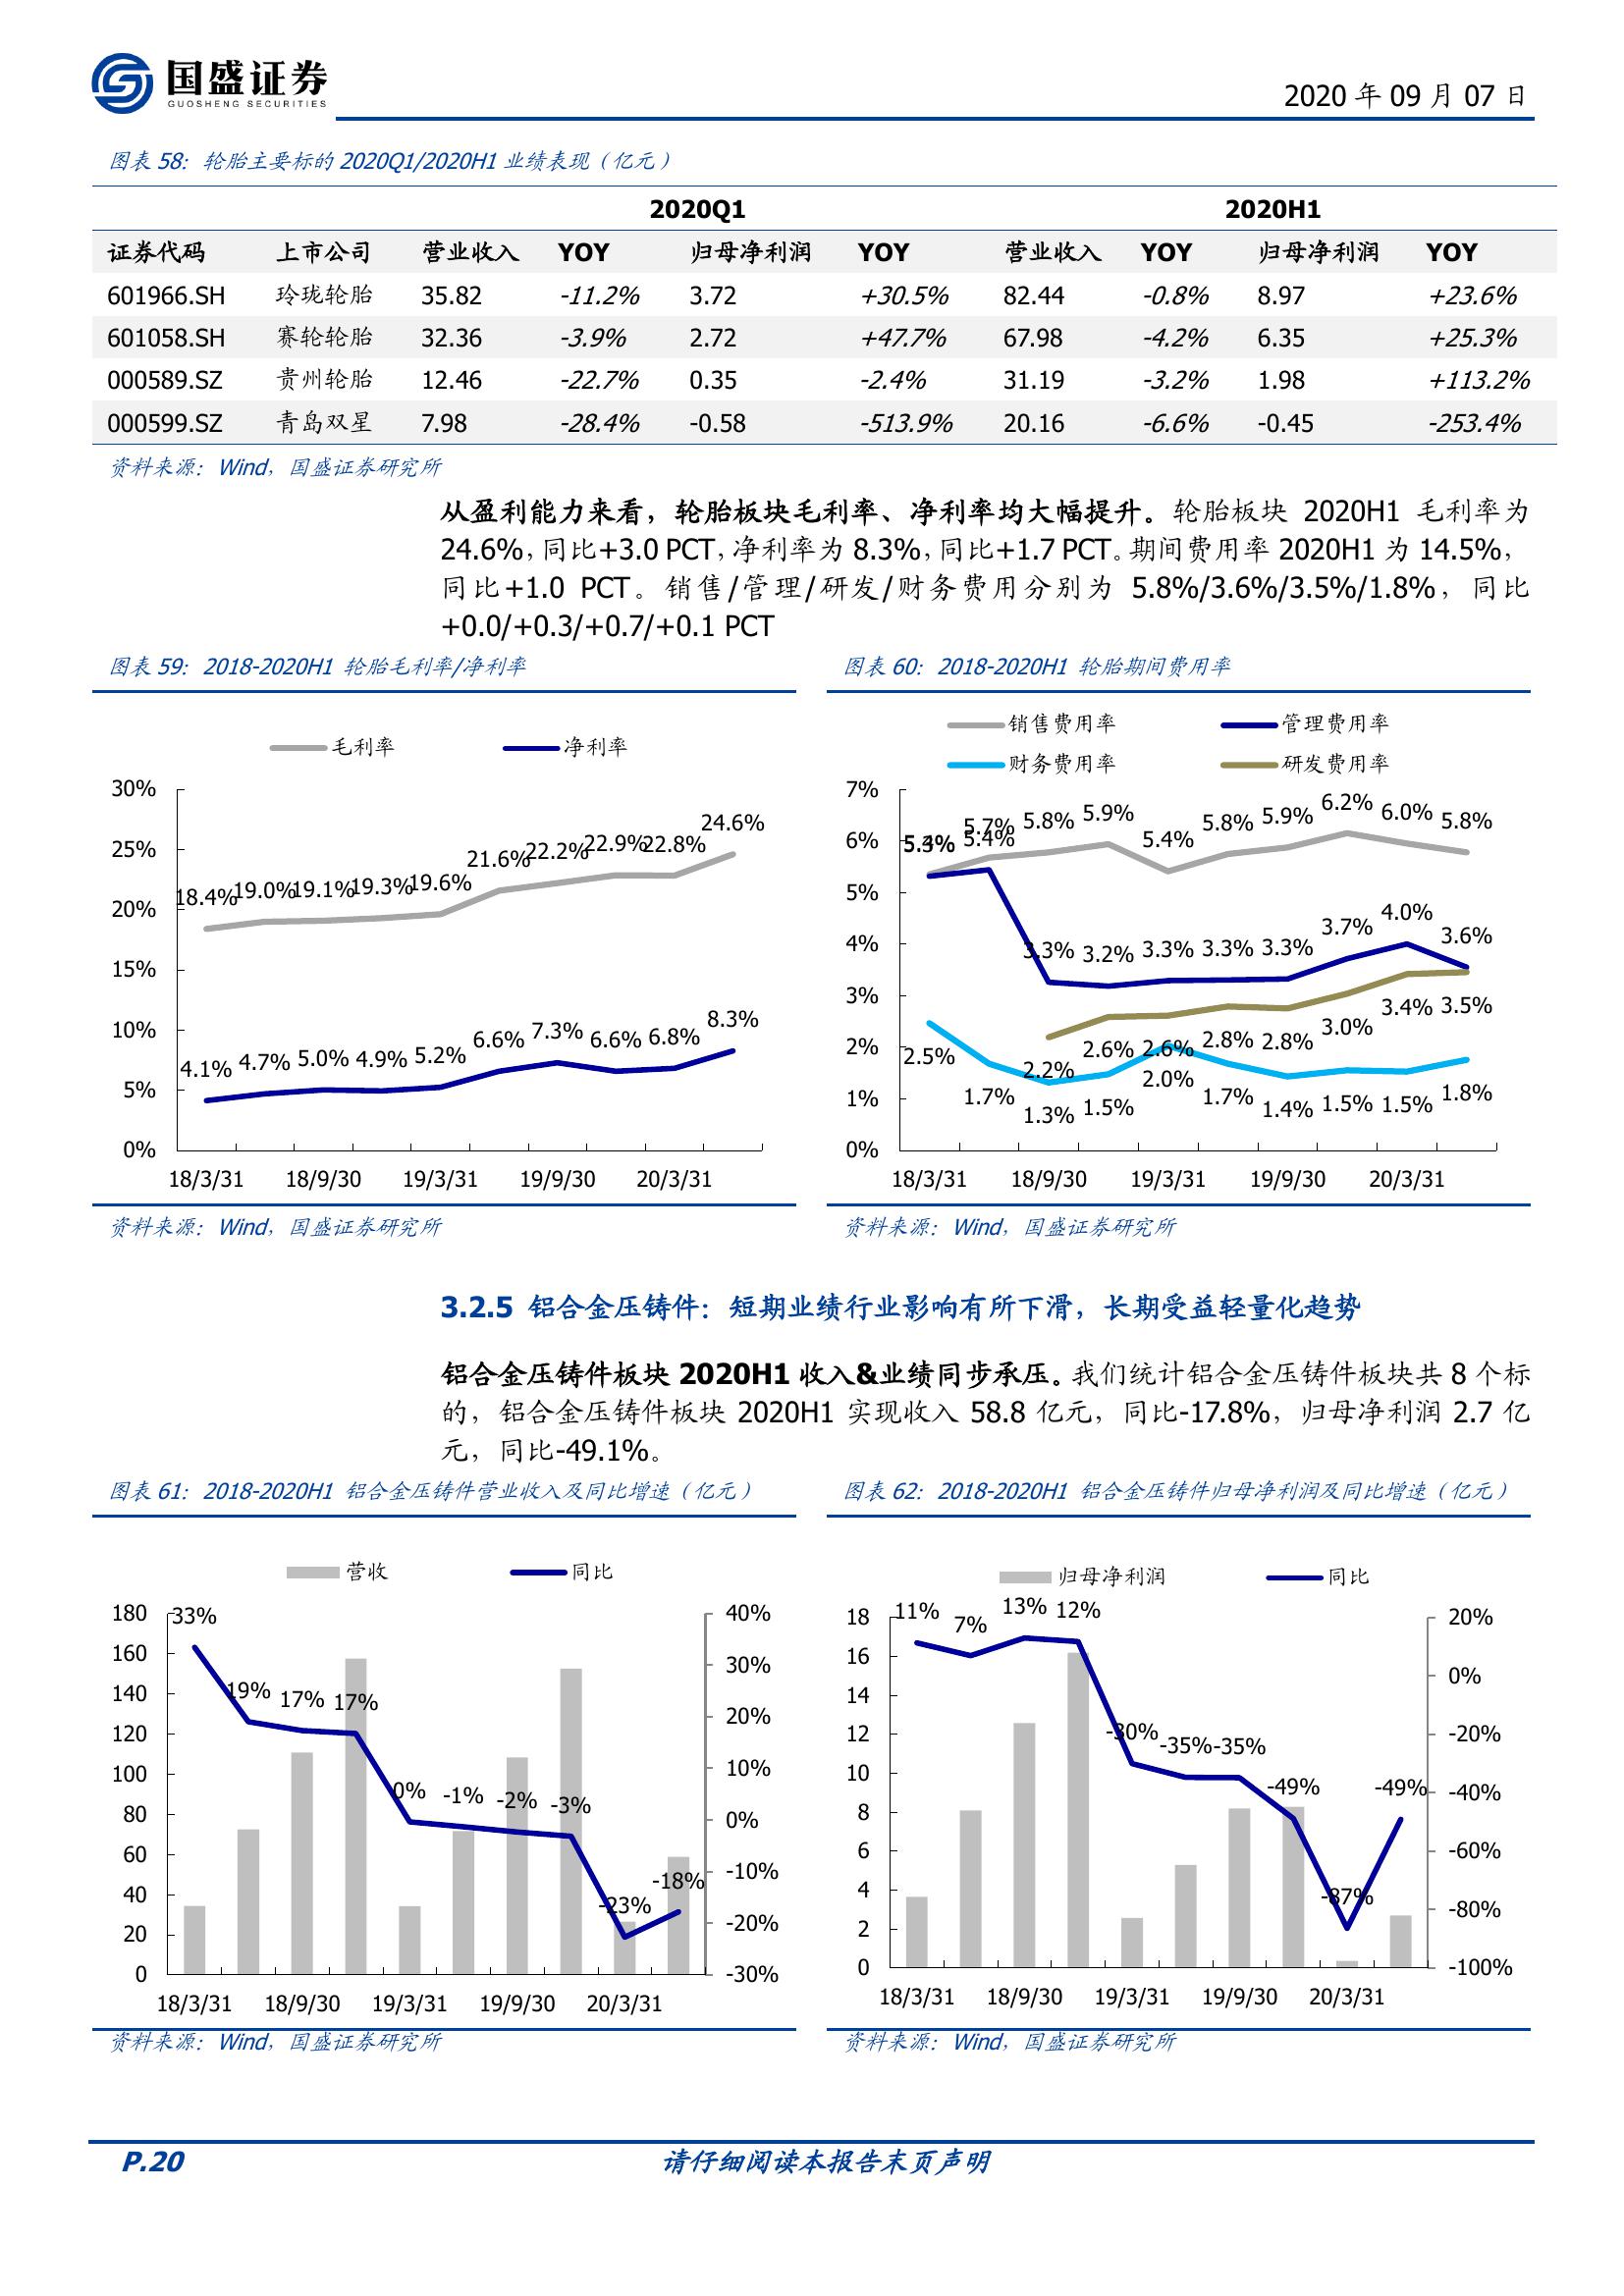 国盛证券
GUOSHENG SECURITIES
2020 年 09 月 07 日
图表 58：轮胎主要标的 2020Q1/2020H1 业绩表现（亿元）
2020Q1 2020H1
证券代码 上市公司 营业收入 YOY 归母净利润 YOY 营业收入 YOY 归母净利润 YOY
601966.SH 玲珑轮胎 35.82 -11.2% 3.72 +30.5% 82.44 -0.8% 8.97 +23.6%
601058.SH 赛轮轮胎 32.36 -3.9% 2.72 +47.7% 67.98 -4.2% 6.35 +25.3%
000589.SZ 贵州轮胎 12.46 -22.7% 0.35 -2.4% 31.19 -3.2% 1.98 +113.2%
000599.SZ 青岛双星 7.98 -28.4% -0.58 -513.9% 20.16 -6.6% -0.45 -253.4%
资料来源：Wind，国盛证券研究所
从盈利能力来看，轮胎板块毛利率、净利率均大幅提升。轮胎板块 2020H1 毛利率为
24.6%，同比+3.0 PCT，净利率为 8.3%，同比+1.7 PCT。期间费用率 2020H1 为 14.5%，
同比+1.0 PCT。销售/管理/研发/财务费用分别为 5.8%/3.6%/3.5%/1.8%，同比
+0.0/+0.3/+0.7/+0.1 PCT
图表 59：2018-2020H1 轮胎毛利率/净利率
毛利率 净利率
30%
25%
20%
15%
10%
5%
0%
18.4% 19.0% 19.1% 19.3% 19.6% 21.6% 22.2% 22.9% 22.8% 24.6%
4.1% 4.7% 5.0% 4.9% 5.2% 6.6% 7.3% 6.6% 6.8% 8.3%
18/3/31 18/9/30 19/3/31 19/9/30 20/3/31
资料来源：Wind，国盛证券研究所
图表 60：2018-2020H1 轮胎期间费用率
销售费用率 管理费用率
财务费用率 研发费用率
7%
6%
5%
4%
3%
2%
1%
0%
5.7% 5.8% 5.9% 5.4% 5.8% 5.9% 6.2% 6.0% 5.8%
5.4% 3.3% 3.2% 3.3% 3.3% 3.3% 3.7% 4.0% 3.6%
2.2% 2.6% 2.6% 2.8% 2.8% 3.0% 3.4% 3.5%
2.5% 1.7% 1.3% 1.5% 2.0% 1.7% 1.4% 1.5% 1.5% 1.8%
18/3/31 18/9/30 19/3/31 19/9/30 20/3/31
资料来源：Wind，国盛证券研究所
3.2.5 铝合金压铸件：短期业绩行业影响有所下滑，长期受益轻量化趋势
铝合金压铸件板块 2020H1 收入&业绩同步承压。我们统计铝合金压铸件板块共 8 个标
的，铝合金压铸件板块 2020H1 实现收入 58.8 亿元，同比-17.8%，归母净利润 2.7 亿
元，同比-49.1%。
图表 61：2018-2020H1 铝合金压铸件营业收入及同比增速（亿元）
营收 同比
180
160
140
120
100
80
60
40
20
0
33% 19% 17% 17% 0% -1% -2% -3% -23% -18%
40%
30%
20%
10%
0%
-10%
-20%
-30%
18/3/31 18/9/30 19/3/31 19/9/30 20/3/31
资料来源：Wind，国盛证券研究所
图表 62：2018-2020H1 铝合金压铸件归母净利润及同比增速（亿元）
归母净利润 同比
18
16
14
12
10
8
6
4
2
0
11% 7% 13% 12% -30% -35% -35% -49% -87% -49%
20%
0%
-20%
-40%
-60%
-80%
-100%
18/3/31 18/9/30 19/3/31 19/9/30 20/3/31
资料来源：Wind，国盛证券研究所
P.20
请仔细阅读本报告末页声明